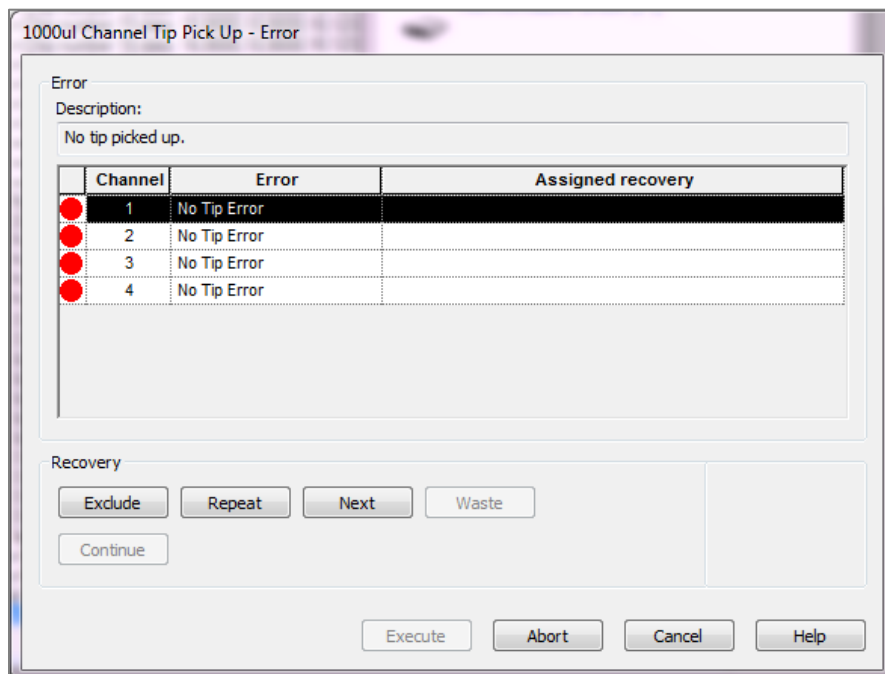 1000ul Channel Tip Pick Up - Error
Error
Description:
No tip picked up.
Channel Error Assigned recovery
1 No Tip Error
2 No Tip Error
3 No Tip Error
4 No Tip Error
Recovery
Exclude Repeat Next Waste
Continue
Execute Abort Cancel Help